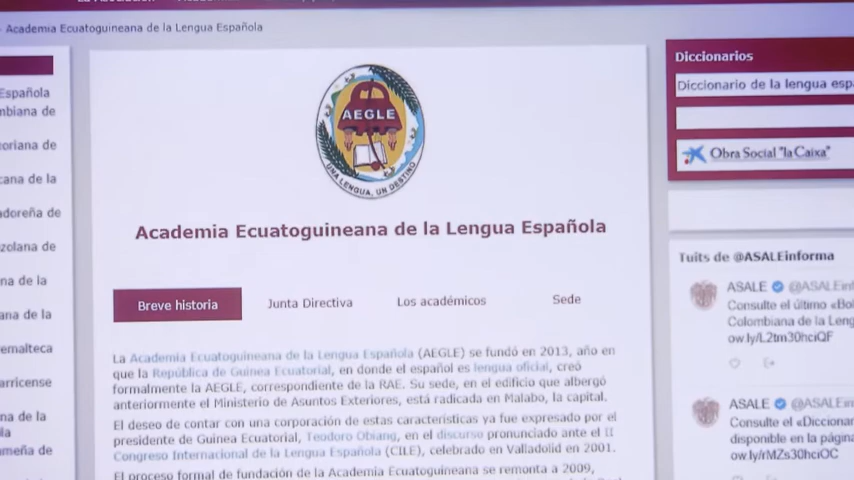 Academia Ecuatoguineana de la Lengua Española
Española
mbiana de
oriana de
cana de la
adoreña de
zolana de
na de la
ana de la
emalteca
arricense
na de la
meña de
AEGLE
UNA LENGUA, UN DESTINO
Academia Ecuatoguineana de la Lengua Española
Breve historia
Junta Directiva
Los académicos
Sede
La Academia Ecuatoguineana de la Lengua Española (AEGLE) se fundó en 2013, año en
que la República de Guinea Ecuatorial, en donde el español es lengua oficial, creó
formalmente la AEGLE, correspondiente de la RAE. Su sede, en el edificio que albergó
anteriormente el Ministerio de Asuntos Exteriores, está radicada en Malabo, la capital.
El deseo de contar con una corporación de estas características ya fue expresado por el
presidente de Guinea Ecuatorial, Teodoro Obiang, en el discurso pronunciado ante el II
Congreso Internacional de la Lengua Española (CILE), celebrado en Valladolid en 2001.
El proceso formal de fundación de la Academia Ecuatoguineana se remonta a 2009,
Diccionarios
Diccionario de la lengua esp
Obra Social "la Caixa"
Tuits de @ASALEinforma
ASALE @ASALEinf
Consulte el último «Bol
Colombiana de la Leng
ow.ly/L2tm30hciQF
ASALE @ASALEin
Consulte el «Diccionar
disponible en la página
ow.ly/rMZs30hciOC